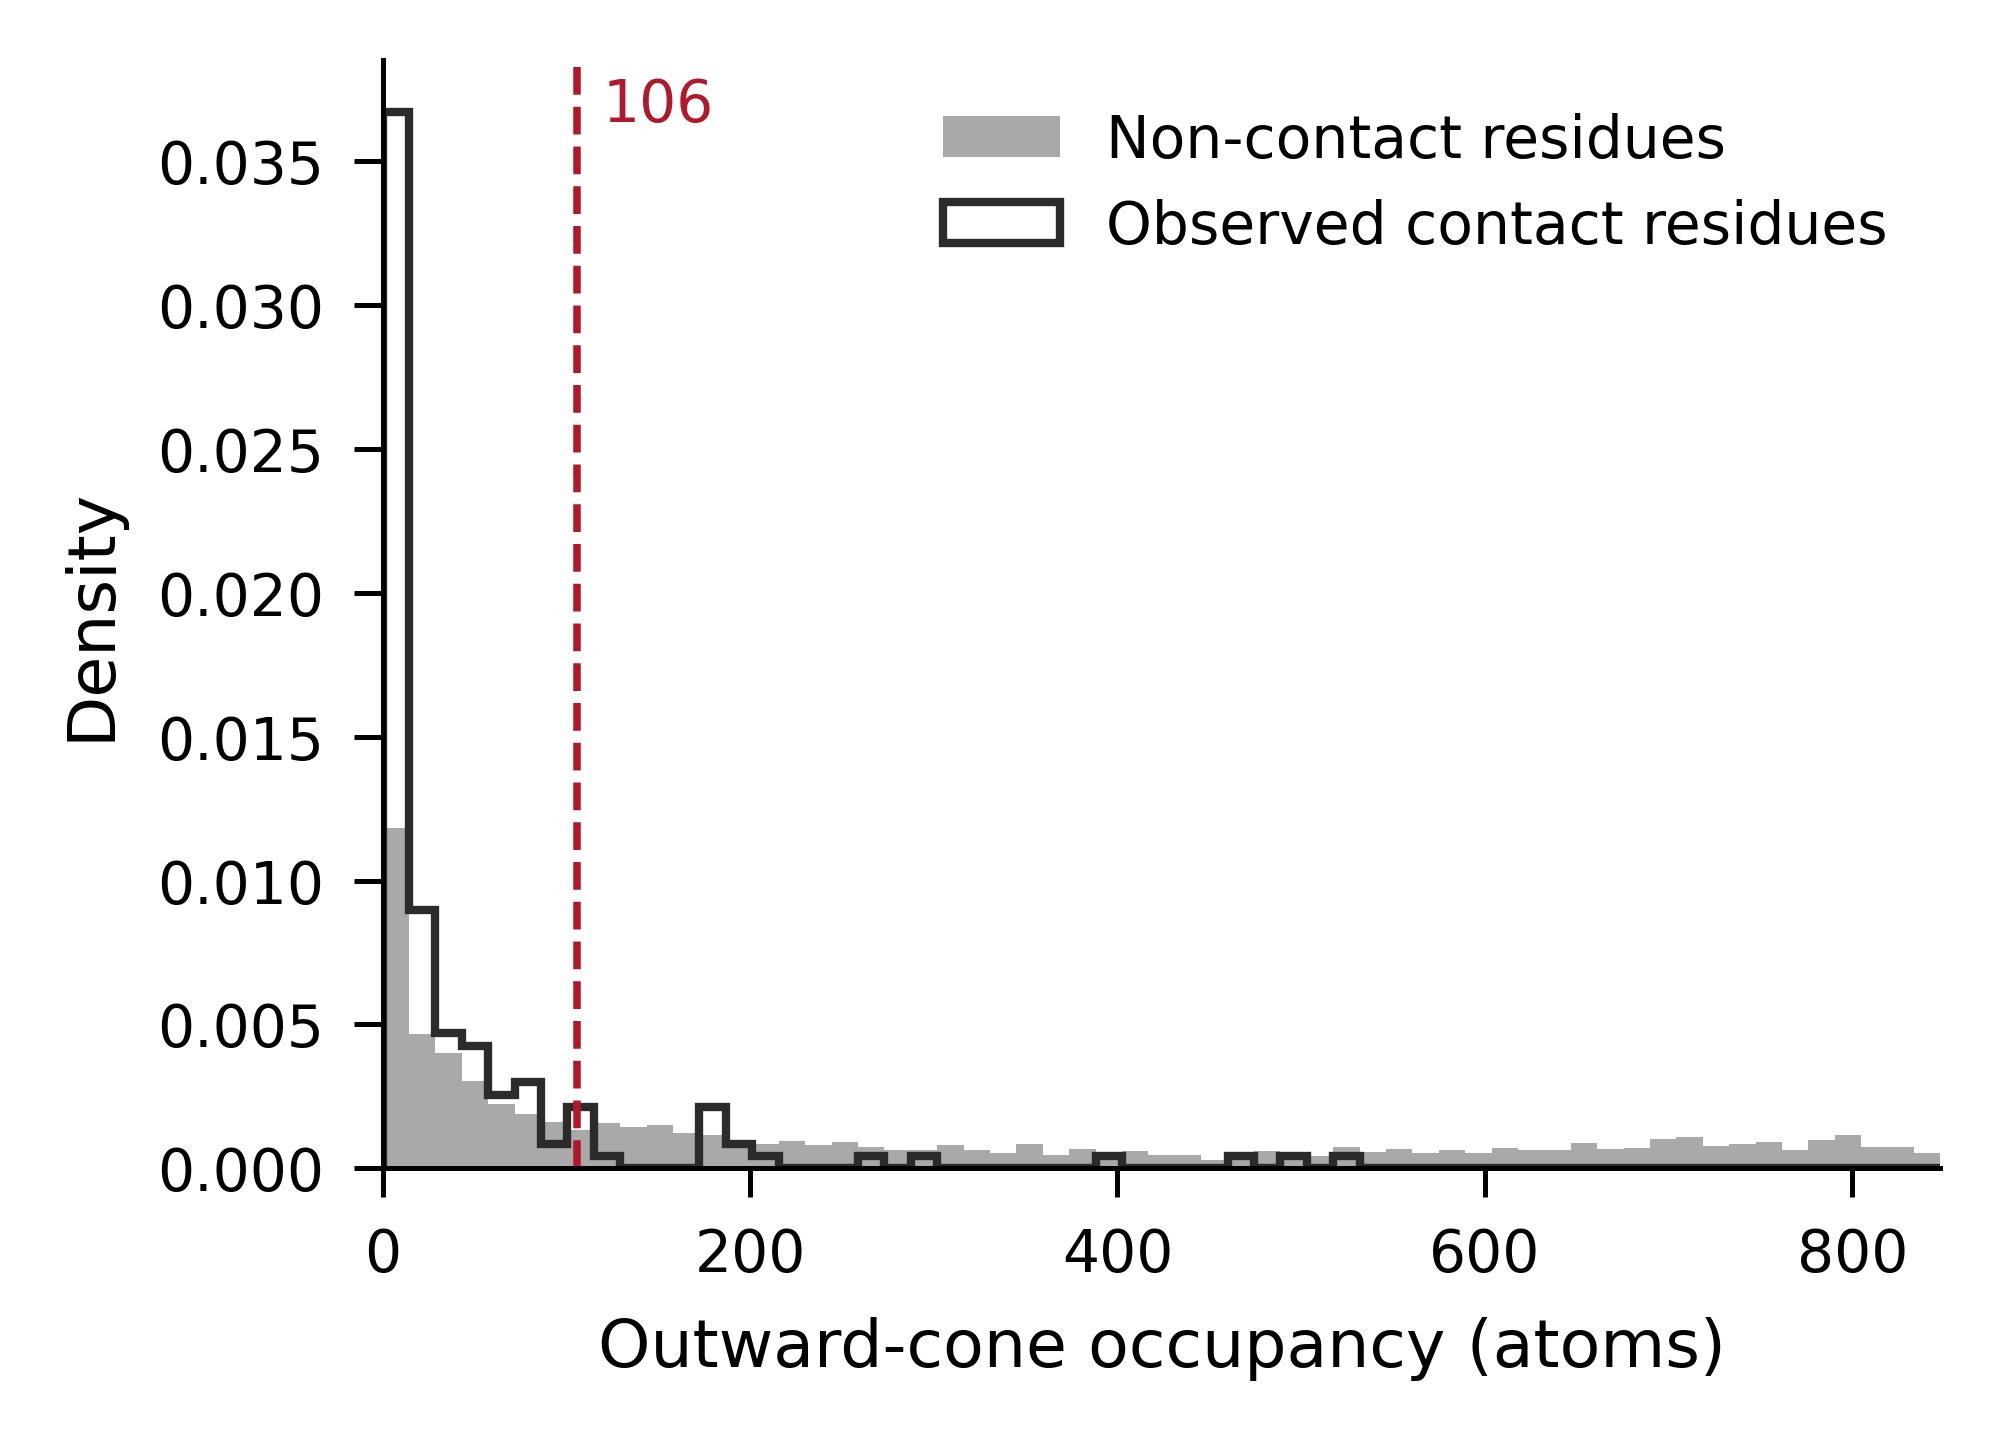 106
Non-contact residues
Observed contact residues
Density
0.035
0.030
0.025
0.020
0.015
0.010
0.005
0.000
0 200 400 600 800
Outward-cone occupancy (atoms)